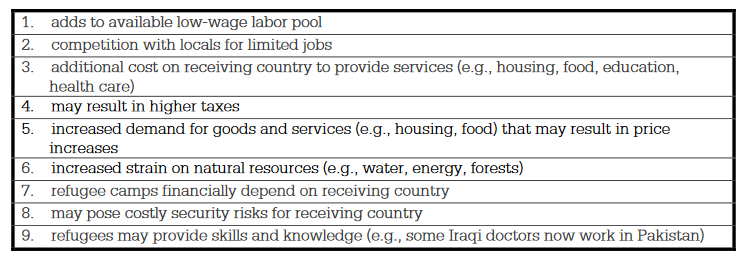 1. adds to available low-wage labor pool
2. competition with locals for limited jobs
3. additional cost on receiving country to provide services (e.g., housing, food, education,
health care)
4. may result in higher taxes
5. increased demand for goods and services (e.g., housing, food) that may result in price
increases
6. increased strain on natural resources (e.g., water, energy, forests)
7. refugee camps financially depend on receiving country
8. may pose costly security risks for receiving country
9. refugees may provide skills and knowledge (e.g., some Iraqi doctors now work in Pakistan)